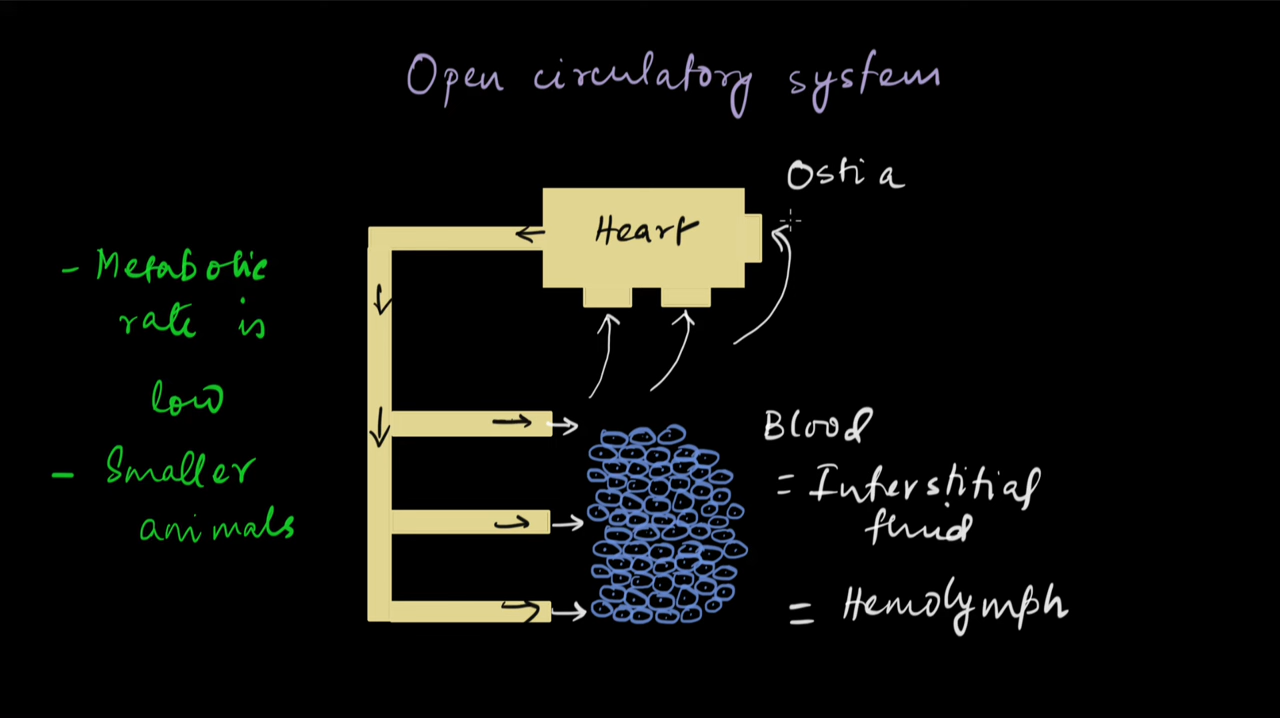 Open circulatory system
Ostia
Heart
- Metabolic
rate is
low
- Smaller
animals
Blood
= Interstitial
fluid
= Hemolymph